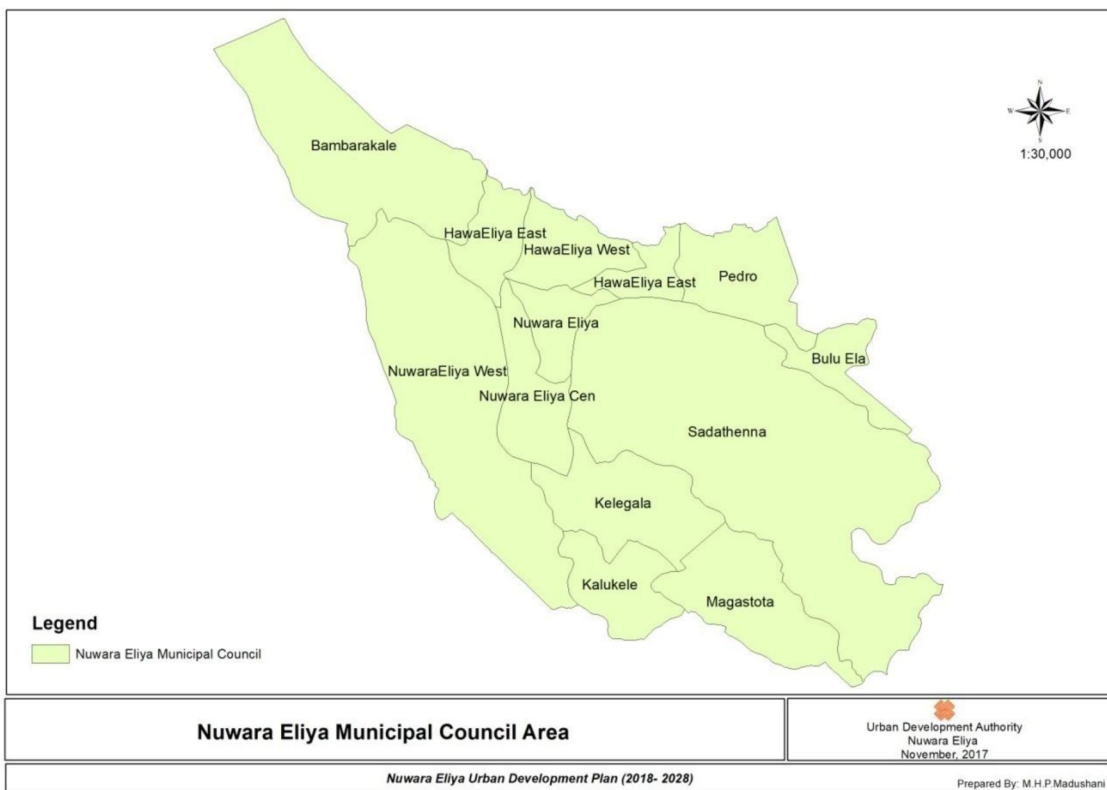 N
W E
S
1:30,000
Bambarakale
HawaEliya East
HawaEliya West
HawaEliya East
Pedro
Nuwara Eliya
Bulu Ela
NuwaraEliya West
Nuwara Eliya Cen
Sadathenna
Kelegala
Kalukele
Magastota
Legend
Nuwara Eliya Municipal Council
Nuwara Eliya Municipal Council Area
Urban Development Authority
Nuwara Eliya
November, 2017
Nuwara Eliya Urban Development Plan (2018- 2028)
Prepared By: M.H.P.Madushani